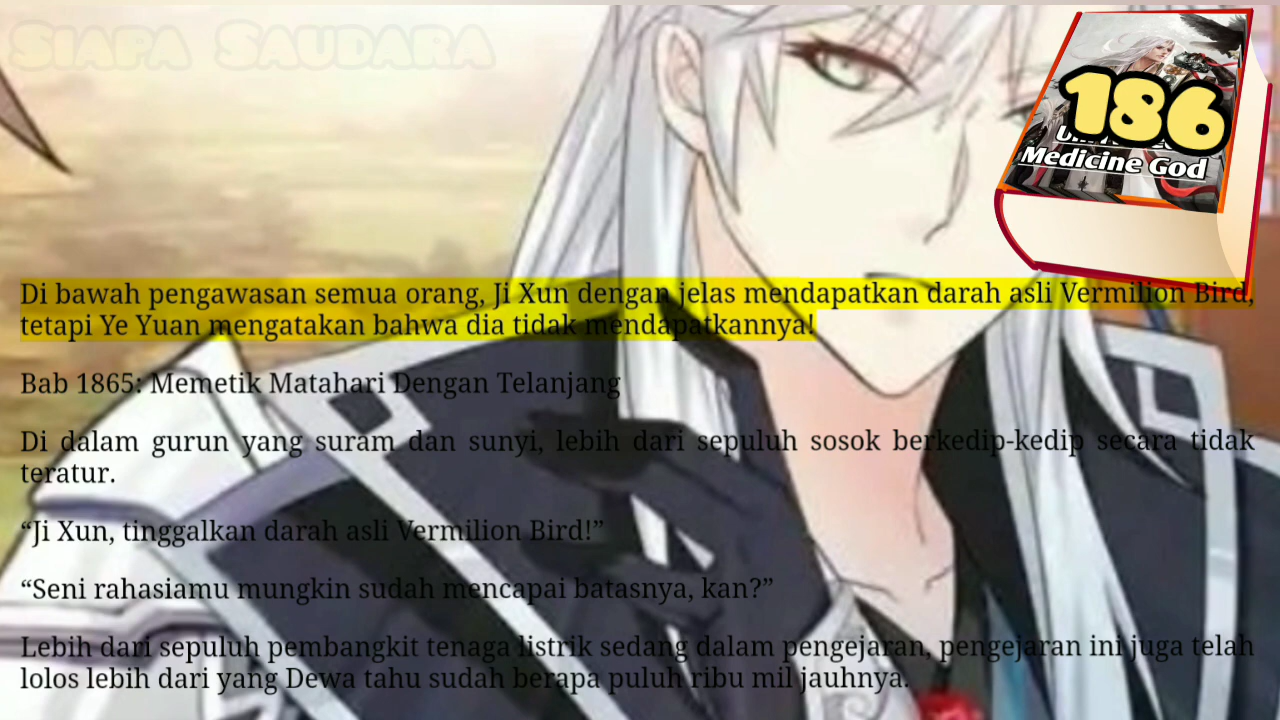 Siapa Saudara
186
Medicine God
Di bawah pengawasan semua orang, Ji Xun dengan jelas mendapatkan darah asli Vermilion Bird,
tetapi Ye Yuan mengatakan bahwa dia tidak mendapatkannya!
Bab 1865: Memetik Matahari Dengan Telanjang
Di dalam gurun yang suram dan sunyi, lebih dari sepuluh sosok berkedip-kedip secara tidak
teratur.
“Ji Xun, tinggalkan darah asli Vermilion Bird!”
“Seni rahasiamu mungkin sudah mencapai batasnya, kan?”
Lebih dari sepuluh pembangkit tenaga listrik sedang dalam pengejaran, pengejaran ini juga telah
lolos lebih dari yang Dewa tahu sudah berapa puluh ribu mil jauhnya.